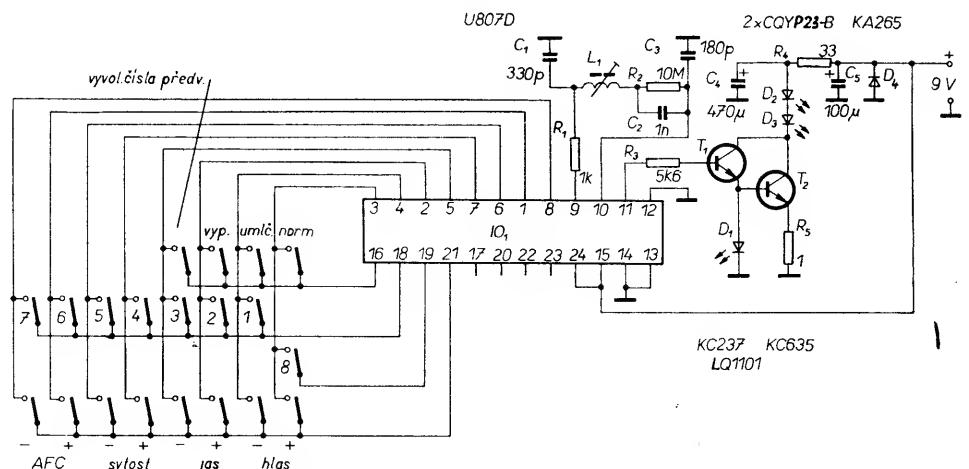 U807D
2xCQYP23-B KA265
C1
330p
L1
C3
180p
R2
10M
C2
1n
R1
1k
R3
5k6
R4
33
C4
470µ
C5
100µ
D4
D2
D3
+
9 V
T1
T2
D1
R5
1
vyvol.čísla předv.
3 4 2 5 7 6 1 8 9 10 11 12
IO1
16 18 19 21 17 20 22 23 24 15 14 13
vyp. umlč. norm
7 6 5 4 3 2 1
8
KC237 KC635
LQ1101
- + - + - + - +
AFC sytost jas hlas